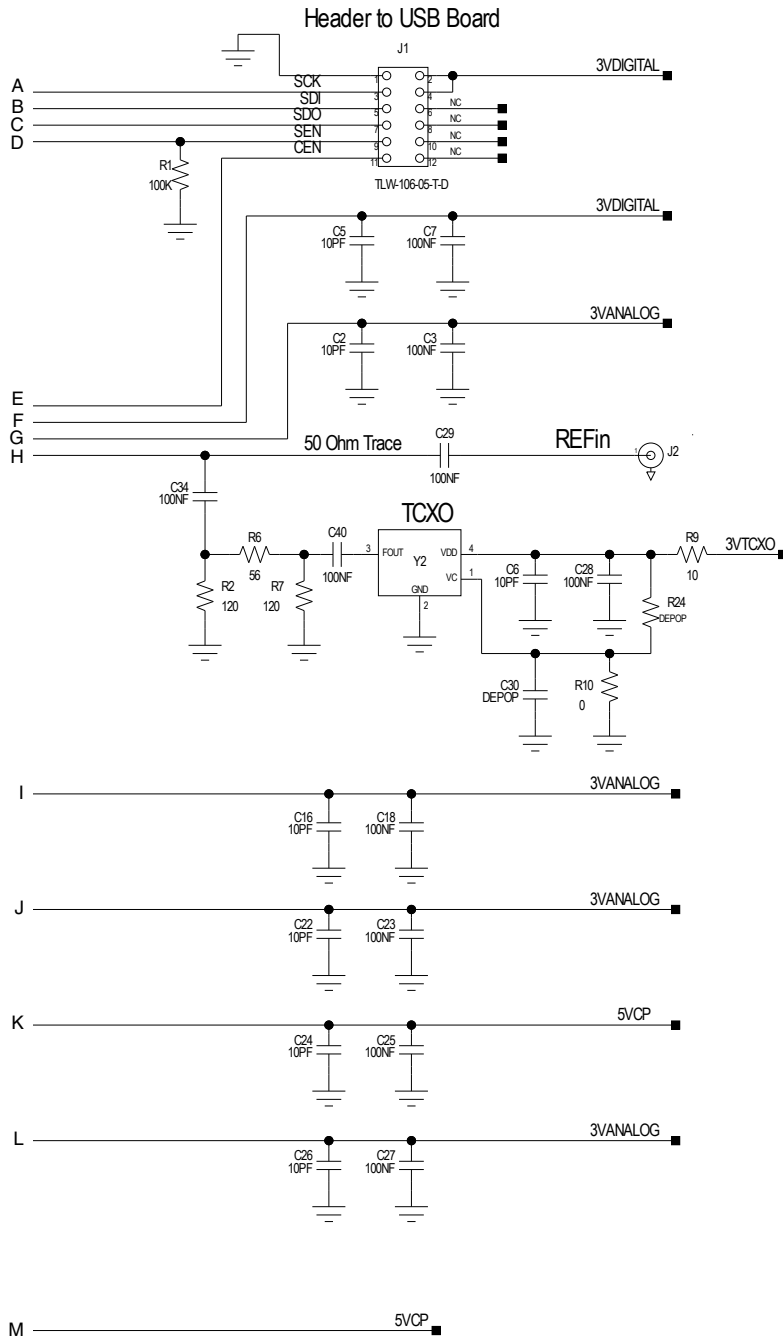 Header to USB Board
J1
3VDIGITAL
1 2
A SCK
3 4
B SDI NC
5 6
C SDO NC
7 8
D SEN NC
9 10
CEN NC
11 12
R1
100K
TLW-106-05-T-D
3VDIGITAL
C5
10PF
C7
100NF
3VANALOG
C2
10PF
C3
100NF
E
F
G
H
50 Ohm Trace
C29
100NF
REFin
1
J2
C34
100NF
TCXO
R6
56
C40
100NF
3 FOUT
Y2
VDD 4
VC 1
GND
2
R9
10
3VTCXO
R2
120
R7
120
C6
10PF
C28
100NF
R24
DEPOP
C30
DEPOP
R10
0
I
3VANALOG
C16
10PF
C18
100NF
J
3VANALOG
C22
10PF
C23
100NF
K
5VCP
C24
10PF
C25
100NF
L
3VANALOG
C26
10PF
C27
100NF
M
5VCP